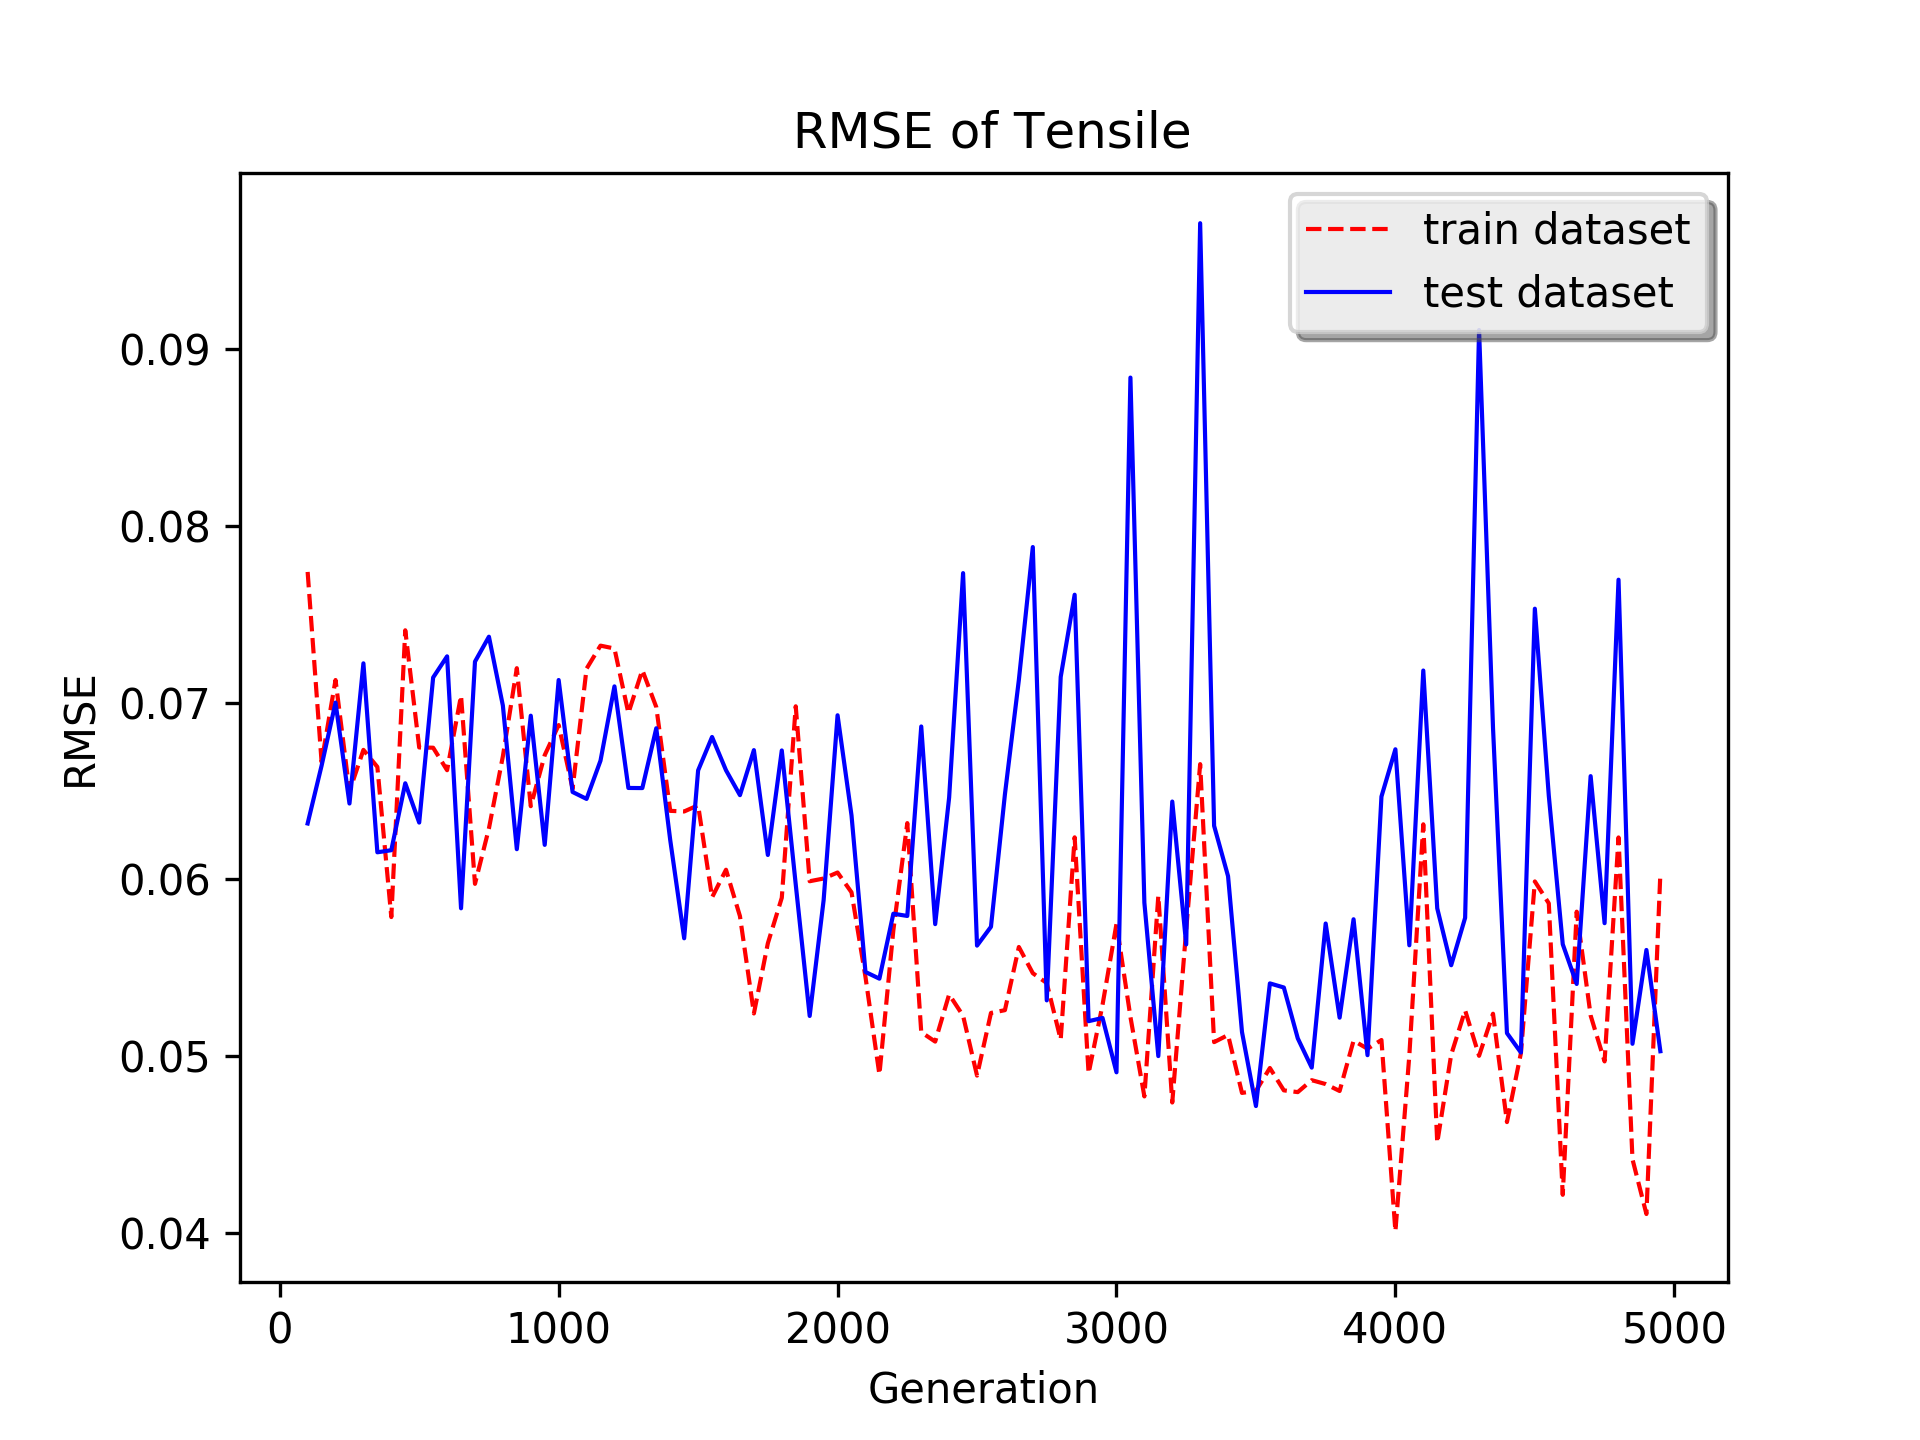 RMSE of Tensile
train dataset
test dataset
0.09
0.08
0.07
0.06
0.05
0.04
RMSE
0 1000 2000 3000 4000 5000
Generation